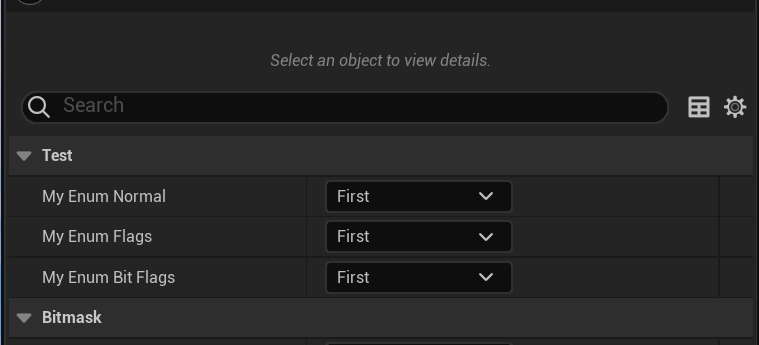 Select an object to view details.
Search
Test
My Enum Normal First
My Enum Flags First
My Enum Bit Flags First
Bitmask